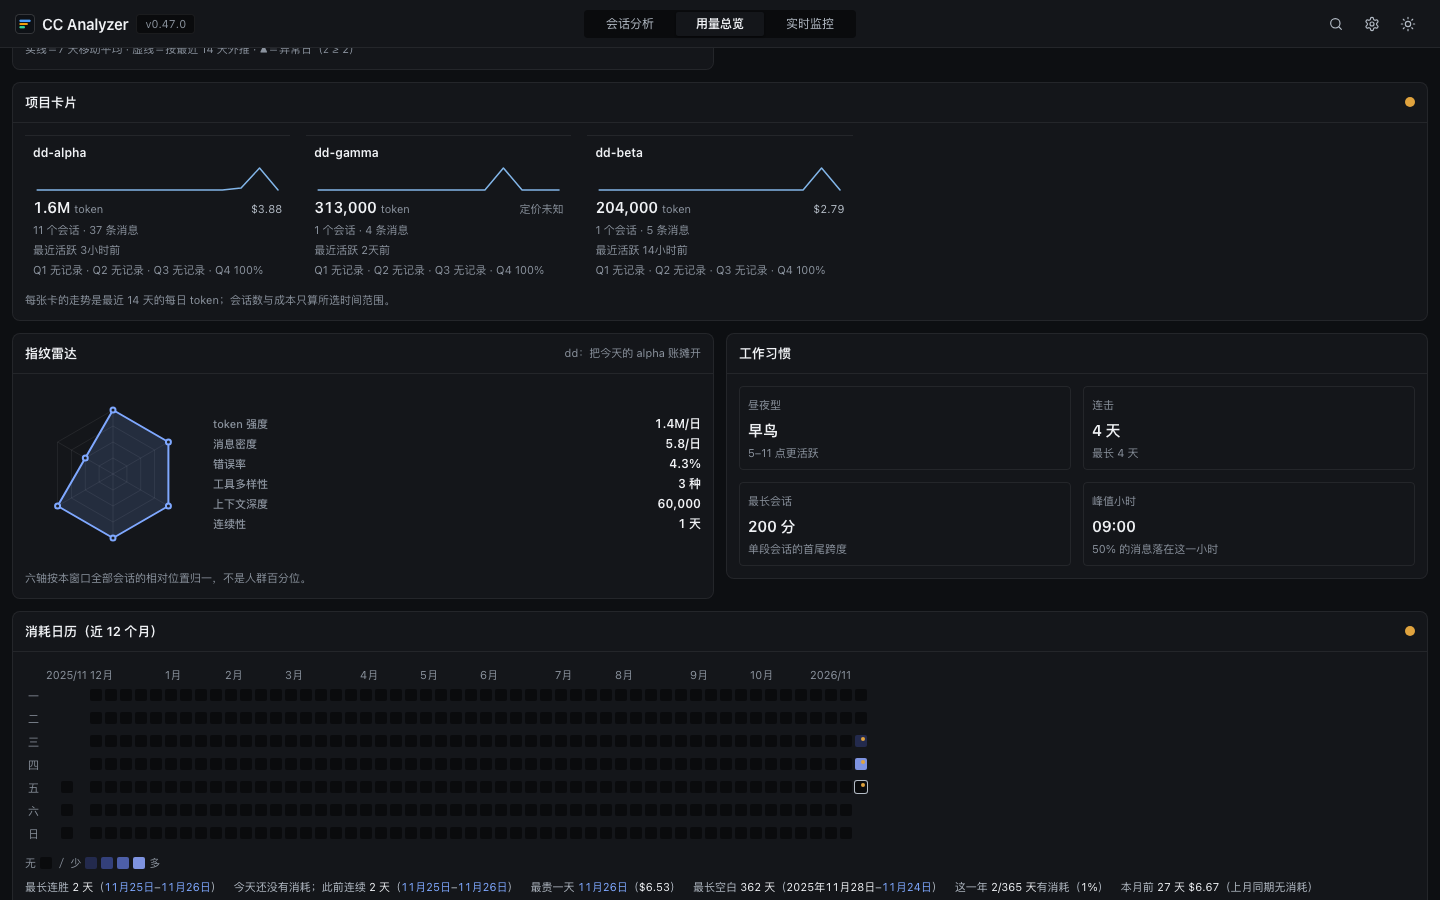 CC Analyzer v0.47.0 会话分析 用量总览 实时监控
实线=7 天移动平均 · 虚线=按最近 14 天外推 · ▲=异常日（z ≥ 2）
项目卡片
dd-alpha
1.6M token $3.88
11 个会话 · 37 条消息
最近活跃 3小时前
Q1 无记录 · Q2 无记录 · Q3 无记录 · Q4 100%
dd-gamma
313,000 token 定价未知
1 个会话 · 4 条消息
最近活跃 2天前
Q1 无记录 · Q2 无记录 · Q3 无记录 · Q4 100%
dd-beta
204,000 token $2.79
1 个会话 · 5 条消息
最近活跃 14小时前
Q1 无记录 · Q2 无记录 · Q3 无记录 · Q4 100%
每张卡的走势是最近 14 天的每日 token；会话数与成本只算所选时间范围。
指纹雷达 dd：把今天的 alpha 账摊开
token 强度 1.4M/日
消息密度 5.8/日
错误率 4.3%
工具多样性 3 种
上下文深度 60,000
连续性 1 天
六轴按本窗口全部会话的相对位置归一，不是人群百分位。
工作习惯
昼夜型
早鸟
5–11 点更活跃
连击
4 天
最长 4 天
最长会话
200 分
单段会话的首尾跨度
峰值小时
09:00
50% 的消息落在这一小时
消耗日历（近 12 个月）
2025/11 12月 1月 2月 3月 4月 5月 6月 7月 8月 9月 10月 2026/11
一
二
三
四
五
六
日
无 / 少 多
最长连胜 2 天（11月25日–11月26日） 今天还没有消耗；此前连续 2 天（11月25日–11月26日） 最贵一天 11月26日（$6.53） 最长空白 362 天（2025年11月28日–11月24日） 这一年 2/365 天有消耗（1%） 本月前 27 天 $6.67（上月同期无消耗）